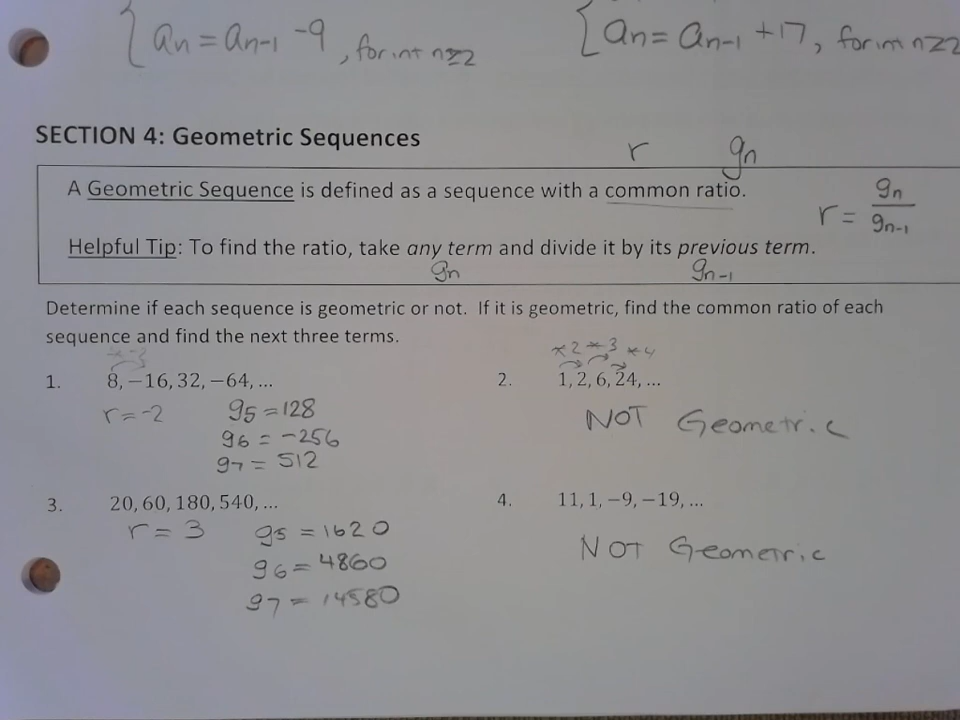 { an = an-1 -9, for int n≥2 { an = an-1 +17, for int n≥2
SECTION 4: Geometric Sequences
r gn
A Geometric Sequence is defined as a sequence with a common ratio.
r = gn/gn-1
Helpful Tip: To find the ratio, take any term and divide it by its previous term.
gn gn-1
Determine if each sequence is geometric or not. If it is geometric, find the common ratio of each
sequence and find the next three terms.
*2 *3 *4
1. 8, −16, 32, −64, ... 2. 1, 2, 6, 24, ...
r = -2 g5 = 128 NOT Geometric
g6 = -256
g7 = 512
3. 20, 60, 180, 540, ... 4. 11, 1, −9, −19, ...
r = 3 g5 = 1620 NOT Geometric
g6 = 4860
g7 = 14580